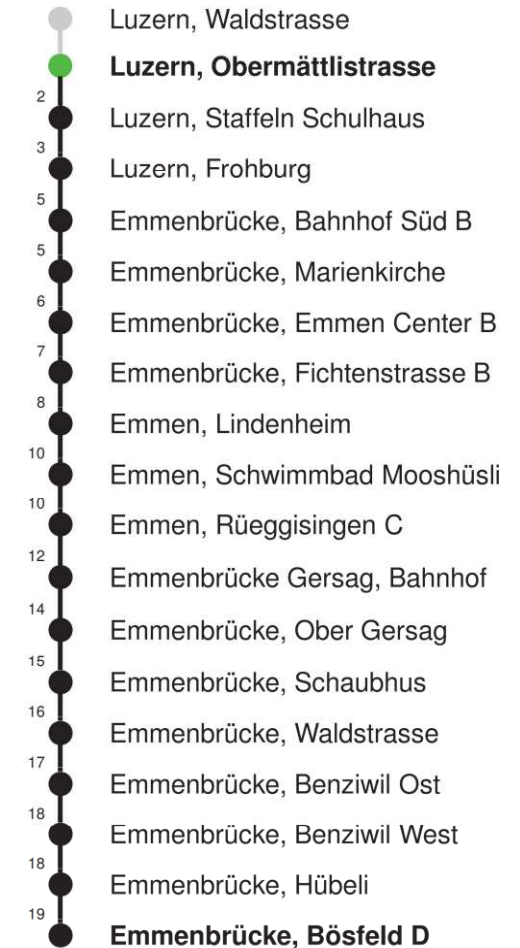 Luzern, Waldstrasse
Luzern, Obermättlistrasse
2
Luzern, Staffeln Schulhaus
3
Luzern, Frohburg
5
Emmenbrücke, Bahnhof Süd B
5
Emmenbrücke, Marienkirche
6
Emmenbrücke, Emmen Center B
7
Emmenbrücke, Fichtenstrasse B
8
Emmen, Lindenheim
10
Emmen, Schwimmbad Mooshüsli
10
Emmen, Rüeggisingen C
12
Emmenbrücke Gersag, Bahnhof
14
Emmenbrücke, Ober Gersag
15
Emmenbrücke, Schaubhus
16
Emmenbrücke, Waldstrasse
17
Emmenbrücke, Benziwil Ost
18
Emmenbrücke, Benziwil West
18
Emmenbrücke, Hübeli
19
Emmenbrücke, Bösfeld D